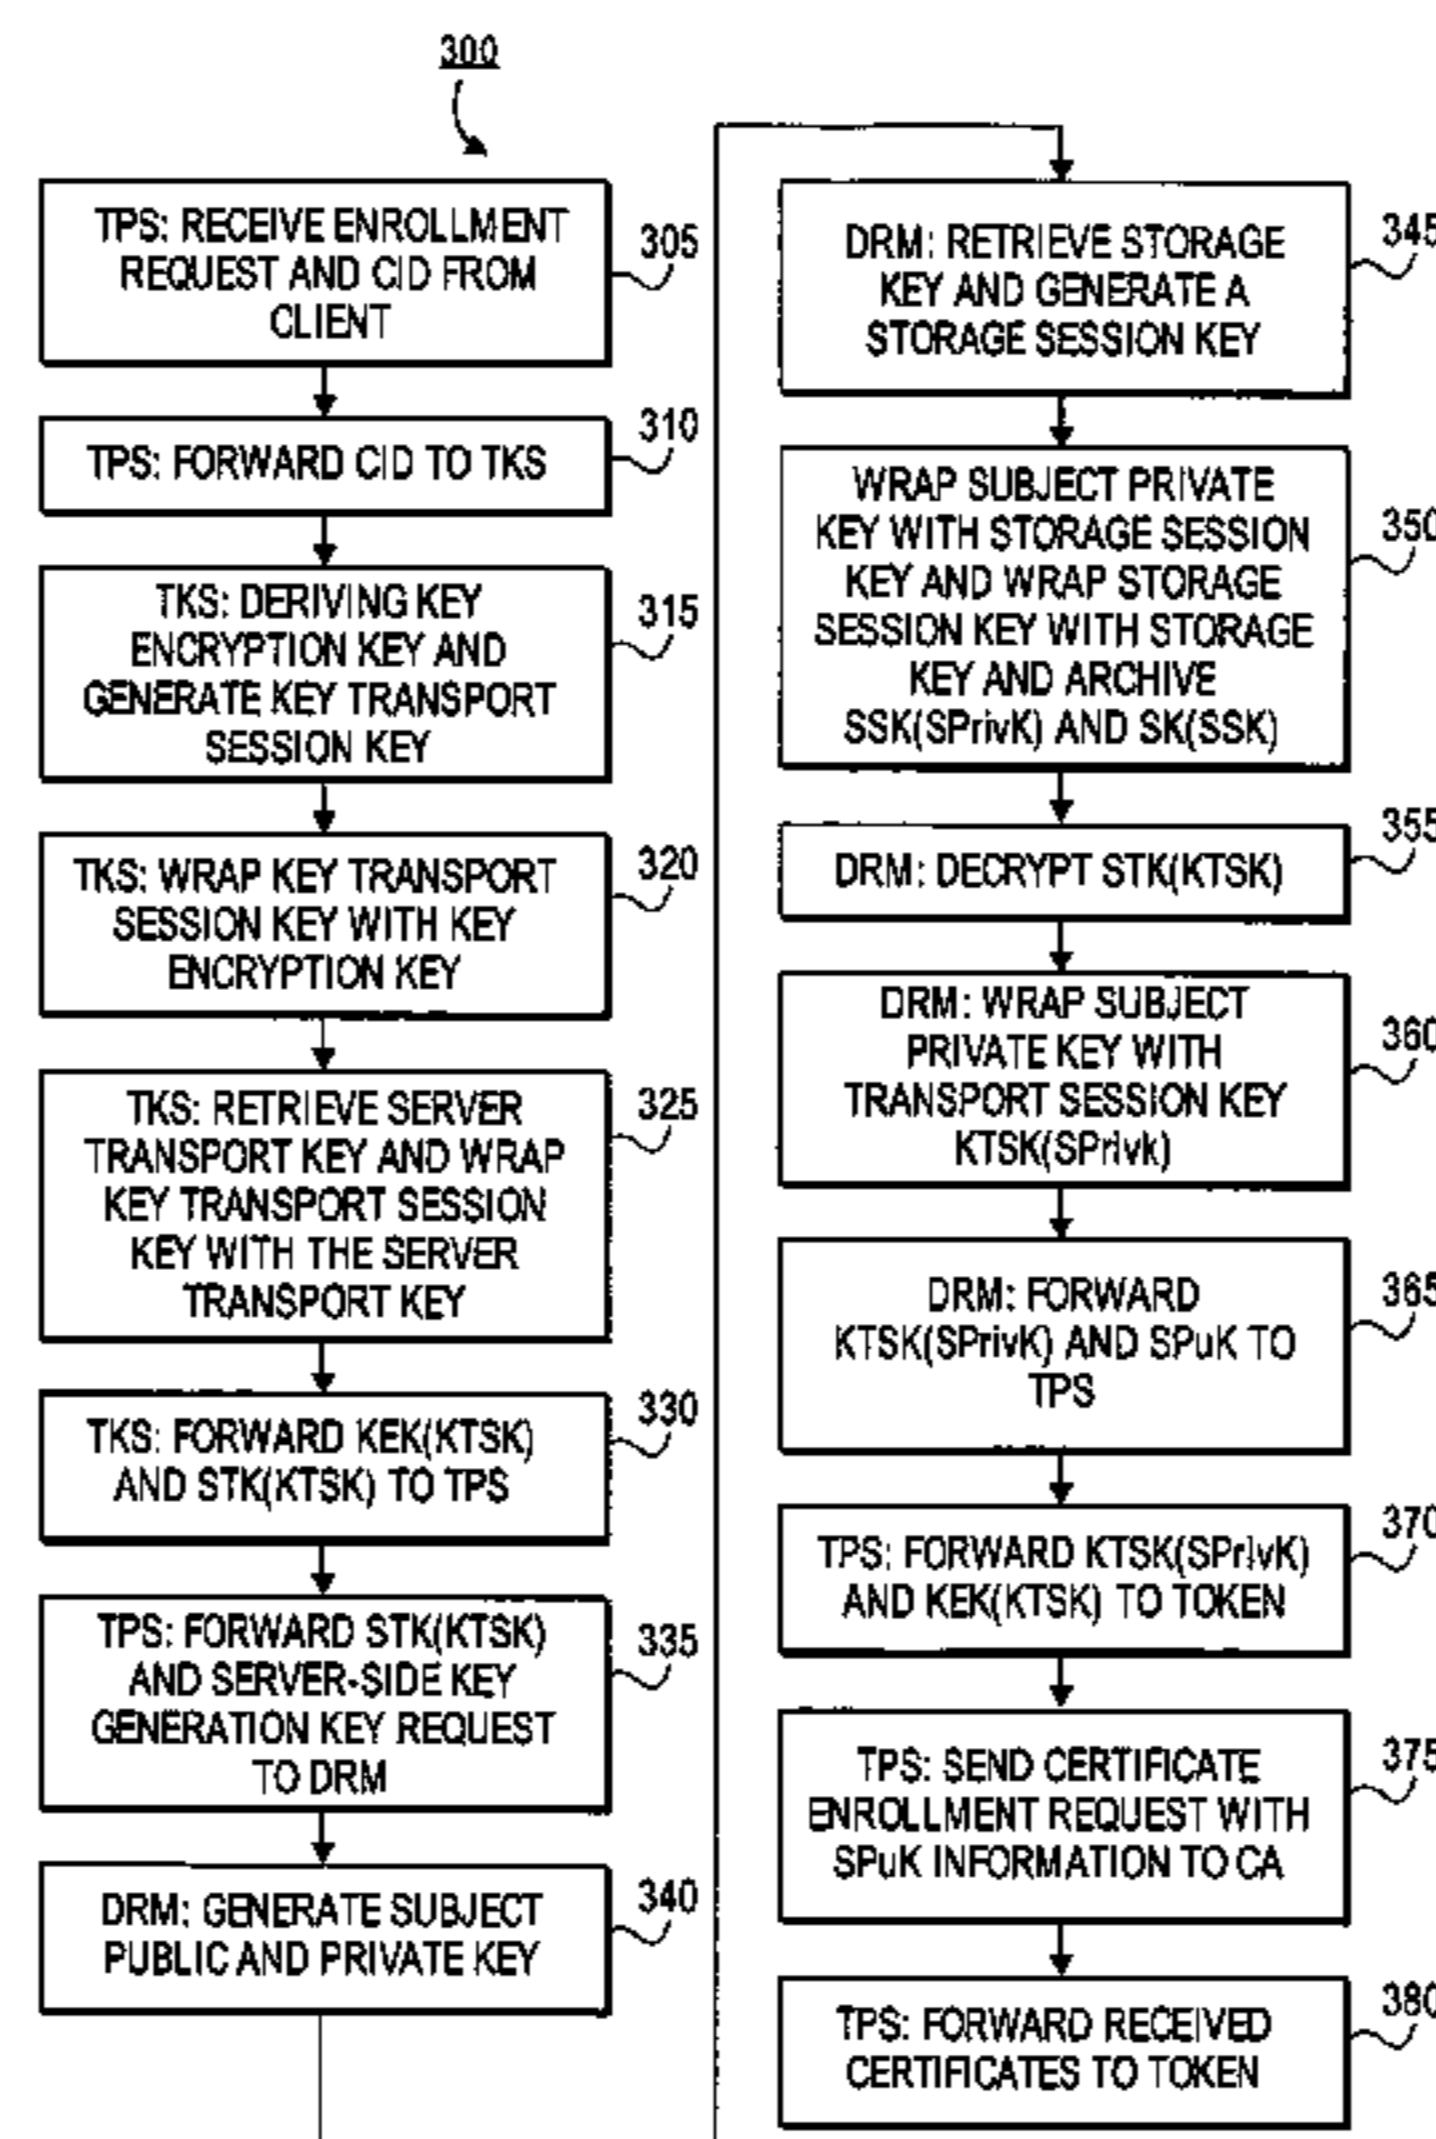 300
TPS: RECEIVE ENROLLMENT
REQUEST AND CID FROM
CLIENT
305
TPS: FORWARD CID TO TKS
310
TKS: DERIVING KEY
ENCRYPTION KEY AND
GENERATE KEY TRANSPORT
SESSION KEY
315
TKS: WRAP KEY TRANSPORT
SESSION KEY WITH KEY
ENCRYPTION KEY
320
TKS: RETRIEVE SERVER
TRANSPORT KEY AND WRAP
KEY TRANSPORT SESSION
KEY WITH THE SERVER
TRANSPORT KEY
325
TKS: FORWARD KEK(KTSK)
AND STK(KTSK) TO TPS
330
TPS: FORWARD STK(KTSK)
AND SERVER-SIDE KEY
GENERATION KEY REQUEST
TO DRM
335
DRM: GENERATE SUBJECT
PUBLIC AND PRIVATE KEY
340
DRM: RETRIEVE STORAGE
KEY AND GENERATE A
STORAGE SESSION KEY
345
WRAP SUBJECT PRIVATE
KEY WITH STORAGE SESSION
KEY AND WRAP STORAGE
SESSION KEY WITH STORAGE
KEY AND ARCHIVE
SSK(SPrivK) AND SK(SSK)
350
DRM: DECRYPT STK(KTSK)
355
DRM: WRAP SUBJECT
PRIVATE KEY WITH
TRANSPORT SESSION KEY
KTSK(SPrivk)
360
DRM: FORWARD
KTSK(SPrivK) AND SPuK TO
TPS
365
TPS: FORWARD KTSK(SPrivK)
AND KEK(KTSK) TO TOKEN
370
TPS: SEND CERTIFICATE
ENROLLMENT REQUEST WITH
SPuK INFORMATION TO CA
375
TPS: FORWARD RECEIVED
CERTIFICATES TO TOKEN
380